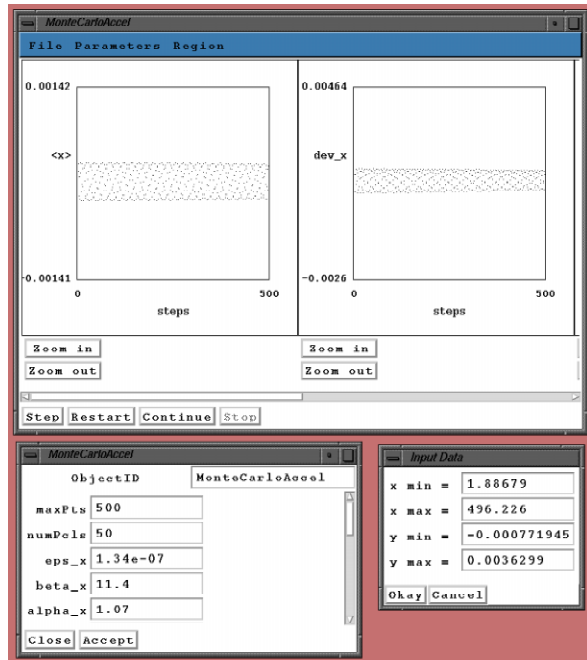 MonteCarloAccel
File Parameters Region
0.00142
<x>
-0.00141
0 500
steps
0.00464
dev_x
-0.0026
0 500
steps
Zoom in
Zoom out
Zoom in
Zoom out
Step Restart Continue Stop
MonteCarloAccel
ObjectID MonteCarloAccel
maxPts 500
numPcls 50
eps_x 1.34e-07
beta_x 11.4
alpha_x 1.07
Close Accept
Input Data
x min = 1.88679
x max = 496.226
y min = -0.000771945
y max = 0.0036299
Okay Cancel